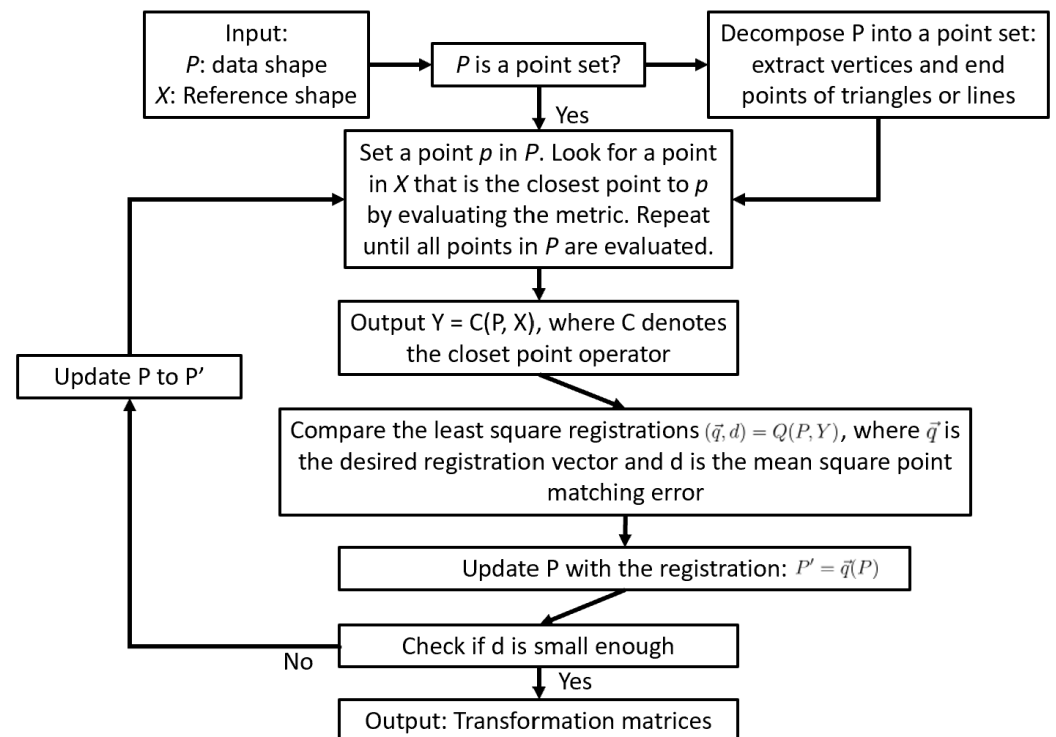 Input:
P: data shape
X: Reference shape
P is a point set?
Decompose P into a point set:
extract vertices and end
points of triangles or lines
Yes
Set a point p in P. Look for a point
in X that is the closest point to p
by evaluating the metric. Repeat
until all points in P are evaluated.
Output Y = C(P, X), where C denotes
the closet point operator
Update P to P’
Compare the least square registrations (q⃗, d) = Q(P, Y), where q⃗ is
the desired registration vector and d is the mean square point
matching error
Update P with the registration: P′ = q⃗(P)
Check if d is small enough
No
Yes
Output: Transformation matrices